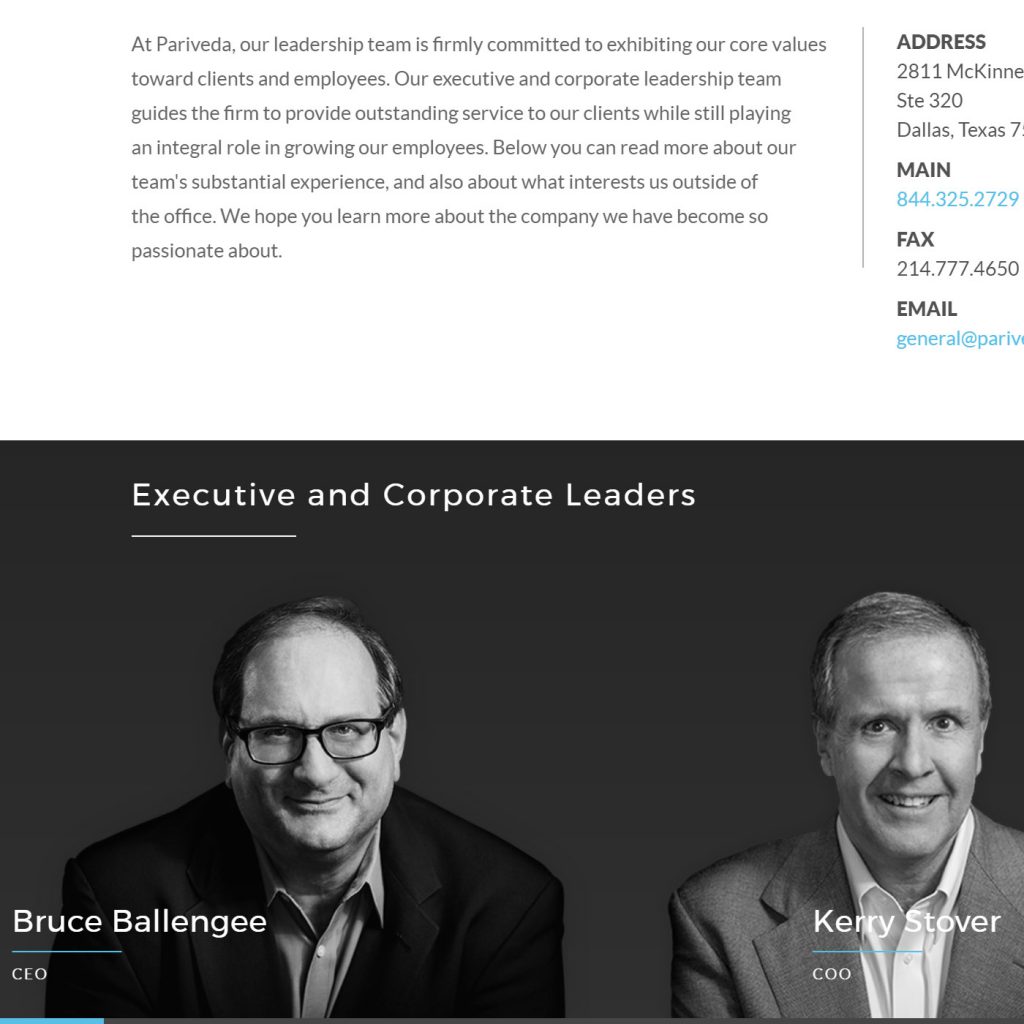 At Pariveda, our leadership team is firmly committed to exhibiting our core values
toward clients and employees. Our executive and corporate leadership team
guides the firm to provide outstanding service to our clients while still playing
an integral role in growing our employees. Below you can read more about our
team's substantial experience, and also about what interests us outside of
the office. We hope you learn more about the company we have become so
passionate about.
ADDRESS
2811 McKinne
Ste 320
Dallas, Texas 75
MAIN
844.325.2729
FAX
214.777.4650
EMAIL
general@parive
Executive and Corporate Leaders
Bruce Ballengee
CEO
Kerry Stover
COO